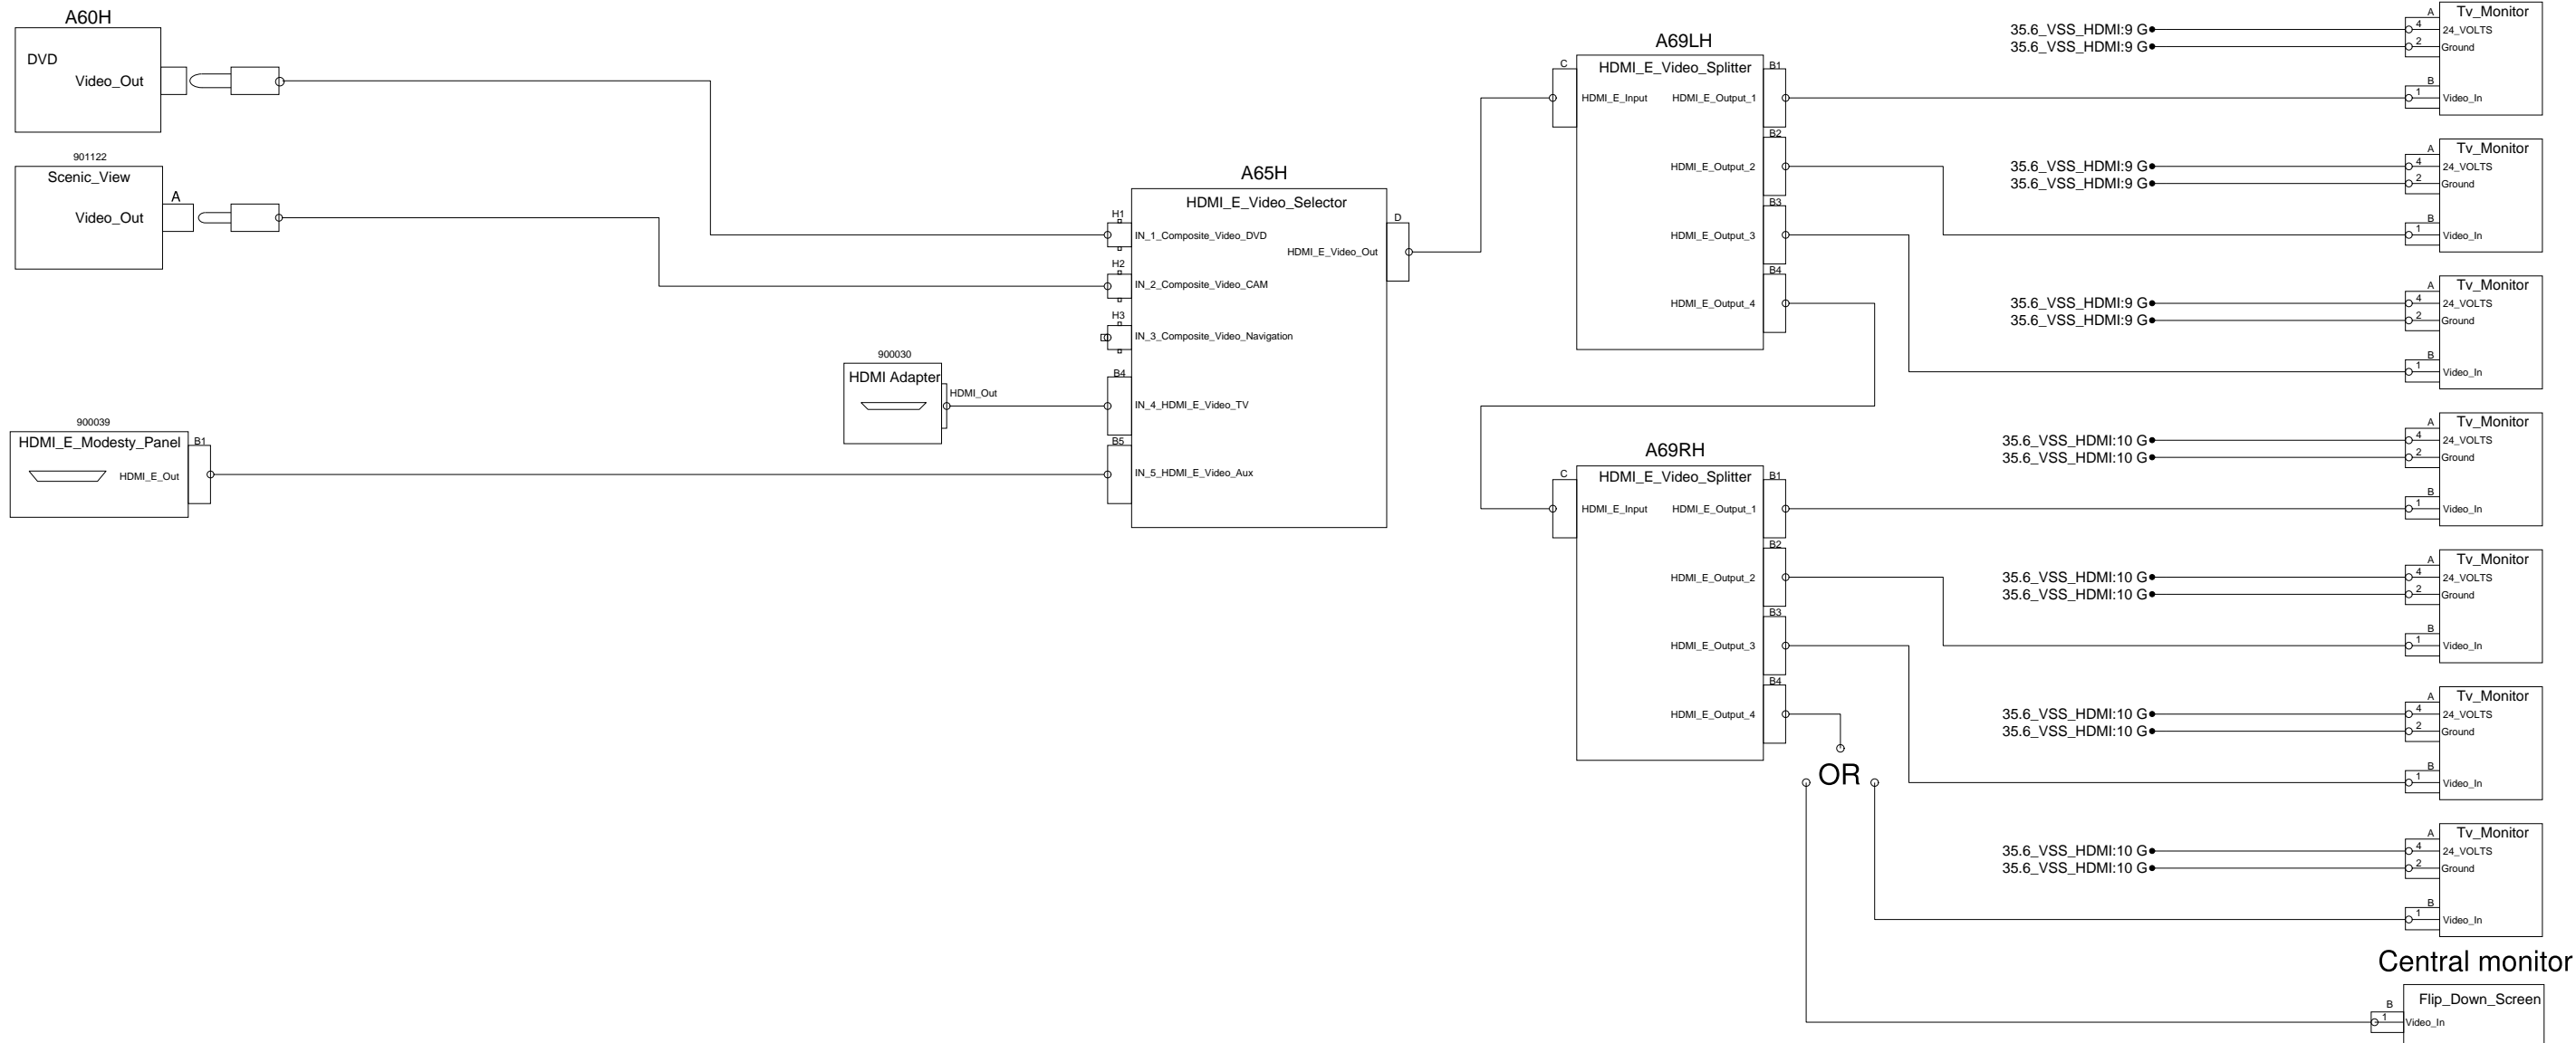 A60H
DVD
Video_Out
901122
Scenic_View
Video_Out
A
900039
HDMI_E_Modesty_Panel
B1
HDMI_E_Out
900030
HDMI Adapter
HDMI_Out
A65H
HDMI_E_Video_Selector
H1
IN_1_Composite_Video_DVD
H2
IN_2_Composite_Video_CAM
H3
IN_3_Composite_Video_Navigation
B4
IN_4_HDMI_E_Video_TV
B5
IN_5_HDMI_E_Video_Aux
D
HDMI_E_Video_Out
A69LH
HDMI_E_Video_Splitter
C
HDMI_E_Input
B1
HDMI_E_Output_1
B2
HDMI_E_Output_2
B3
HDMI_E_Output_3
B4
HDMI_E_Output_4
A69RH
HDMI_E_Video_Splitter
C
HDMI_E_Input
B1
HDMI_E_Output_1
B2
HDMI_E_Output_2
B3
HDMI_E_Output_3
B4
HDMI_E_Output_4
OR
Tv_Monitor
A
35.6_VSS_HDMI:9 G 4 24_VOLTS
35.6_VSS_HDMI:9 G 2 Ground
B
1 Video_In
Tv_Monitor
A
35.6_VSS_HDMI:9 G 4 24_VOLTS
35.6_VSS_HDMI:9 G 2 Ground
B
1 Video_In
Tv_Monitor
A
35.6_VSS_HDMI:9 G 4 24_VOLTS
35.6_VSS_HDMI:9 G 2 Ground
B
1 Video_In
Tv_Monitor
A
35.6_VSS_HDMI:10 G 4 24_VOLTS
35.6_VSS_HDMI:10 G 2 Ground
B
1 Video_In
Tv_Monitor
A
35.6_VSS_HDMI:10 G 4 24_VOLTS
35.6_VSS_HDMI:10 G 2 Ground
B
1 Video_In
Tv_Monitor
A
35.6_VSS_HDMI:10 G 4 24_VOLTS
35.6_VSS_HDMI:10 G 2 Ground
B
1 Video_In
Tv_Monitor
A
35.6_VSS_HDMI:10 G 4 24_VOLTS
35.6_VSS_HDMI:10 G 2 Ground
B
1 Video_In
Central monitor
Flip_Down_Screen
B
1 Video_In